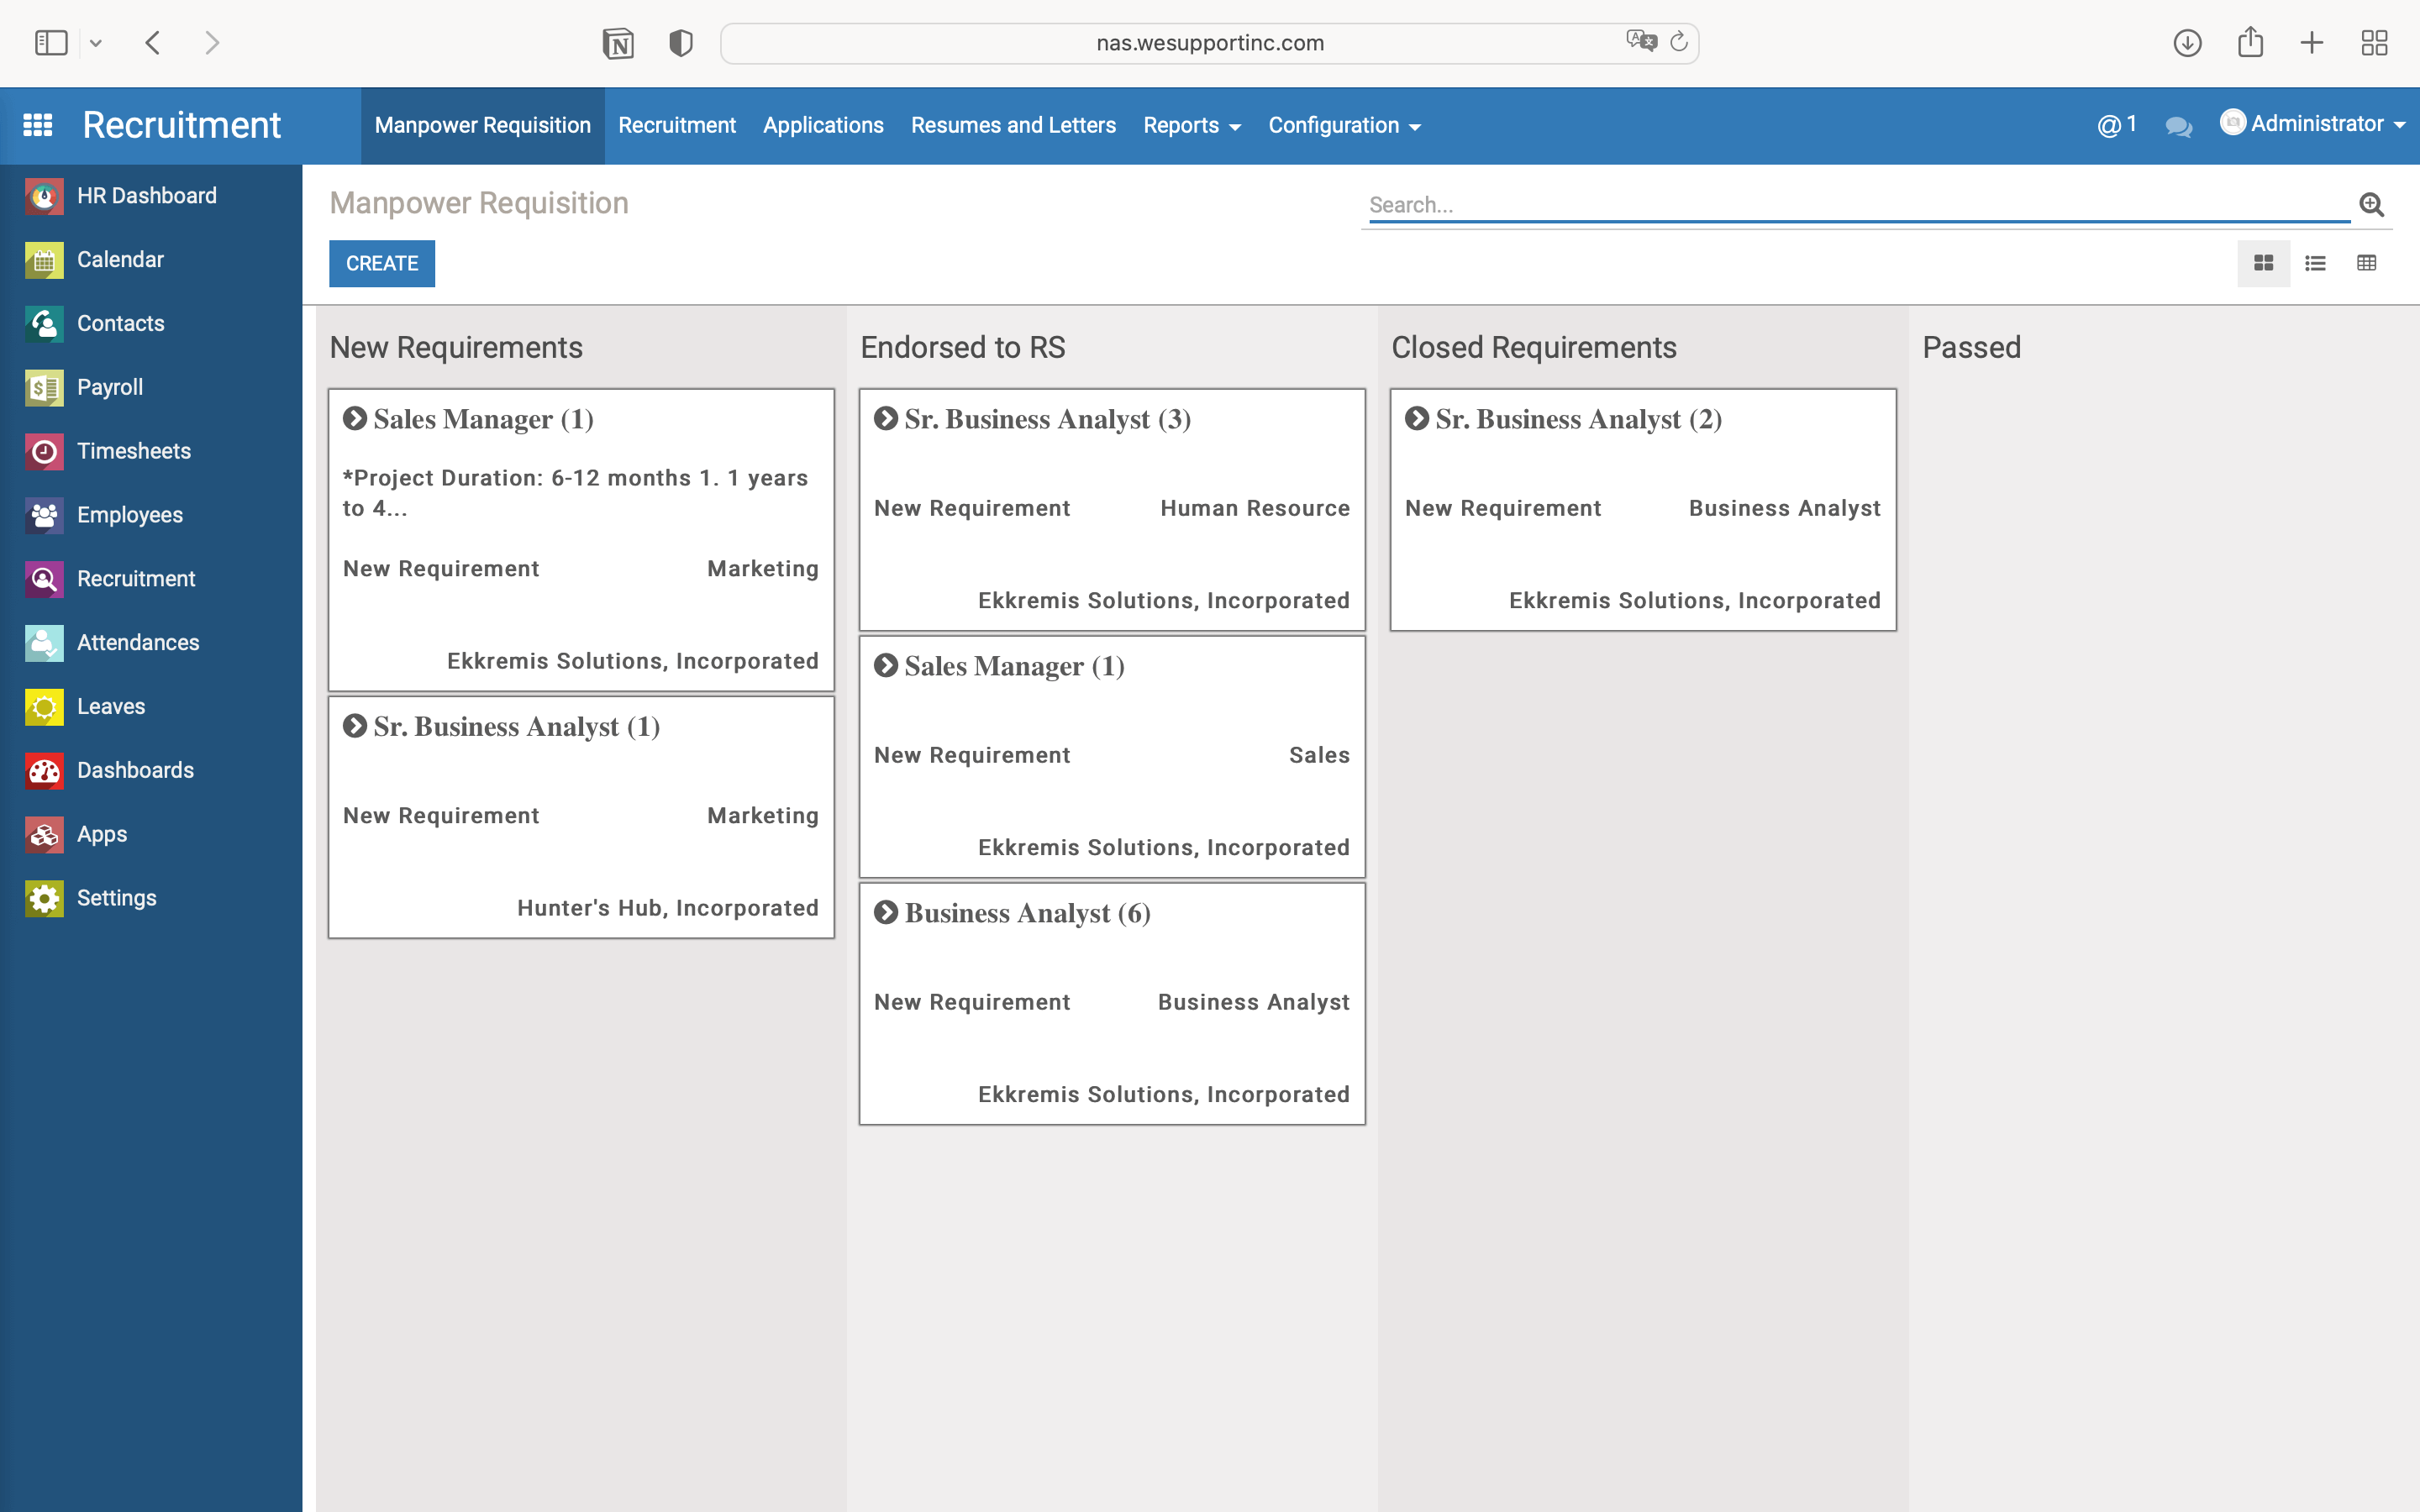 nas.wesupportinc.com
Recruitment
Manpower Requisition
Recruitment
Applications
Resumes and Letters
Reports
Configuration
@ 1
Administrator
HR Dashboard
Calendar
Contacts
Payroll
Timesheets
Employees
Recruitment
Attendances
Leaves
Dashboards
Apps
Settings
Manpower Requisition
Search...
CREATE
New Requirements
Sales Manager (1)
*Project Duration: 6-12 months 1. 1 years
to 4...
New Requirement Marketing
Ekkremis Solutions, Incorporated
Sr. Business Analyst (1)
New Requirement Marketing
Hunter's Hub, Incorporated
Endorsed to RS
Sr. Business Analyst (3)
New Requirement Human Resource
Ekkremis Solutions, Incorporated
Sales Manager (1)
New Requirement Sales
Ekkremis Solutions, Incorporated
Business Analyst (6)
New Requirement Business Analyst
Ekkremis Solutions, Incorporated
Closed Requirements
Sr. Business Analyst (2)
New Requirement Business Analyst
Ekkremis Solutions, Incorporated
Passed